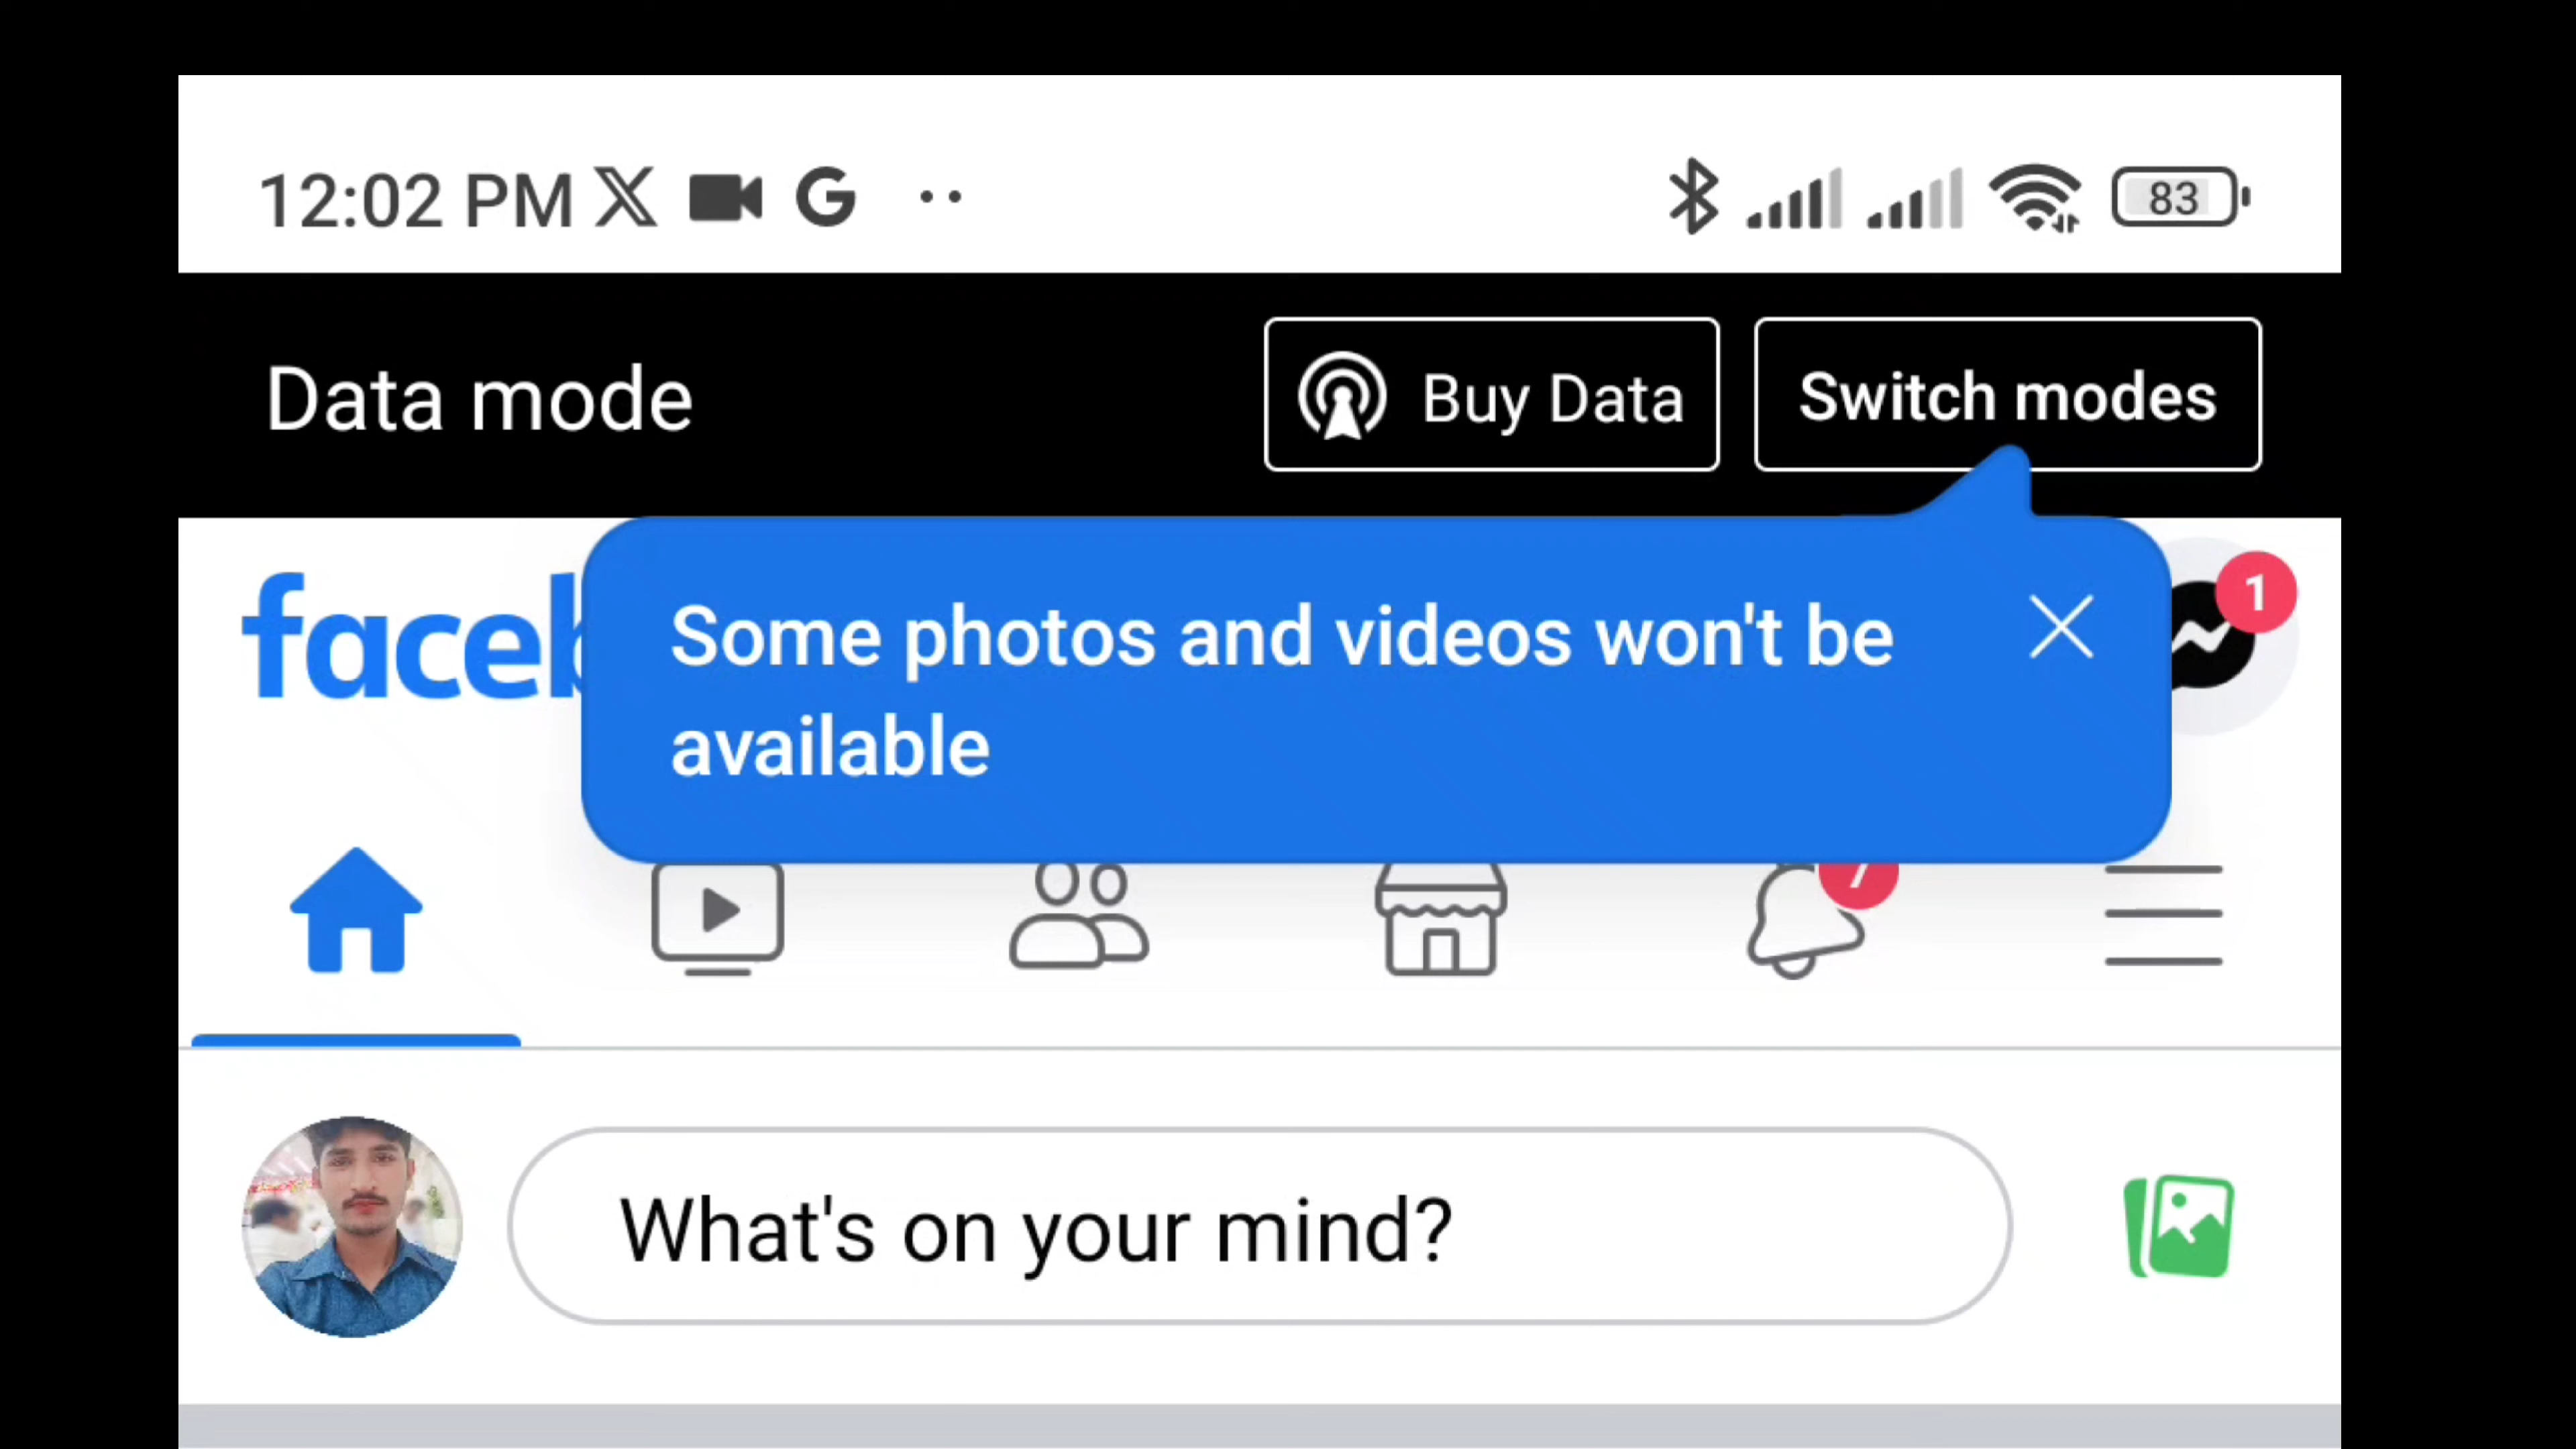 12:02 PM
83
Data mode
Buy Data
Switch modes
Some photos and videos won't be
available
1
7
What's on your mind?